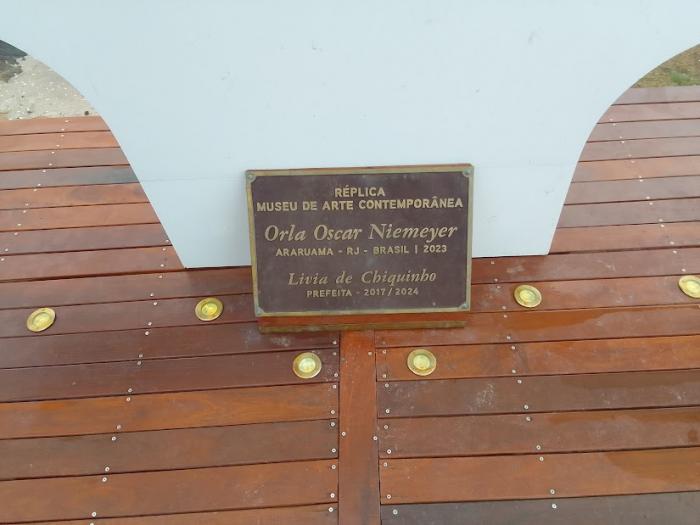 RÉPLICA
MUSEU DE ARTE CONTEMPORÂNEA
Orla Oscar Niemeyer
ARARUAMA - RJ - BRASIL | 2023
Livia de Chiquinho
PREFEITA - 2017/2024